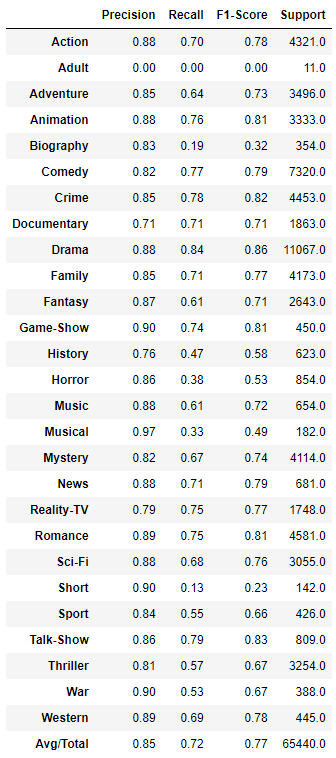 Precision Recall F1-Score Support
Action 0.88 0.70 0.78 4321.0
Adult 0.00 0.00 0.00 11.0
Adventure 0.85 0.64 0.73 3496.0
Animation 0.88 0.76 0.81 3333.0
Biography 0.83 0.19 0.32 354.0
Comedy 0.82 0.77 0.79 7320.0
Crime 0.85 0.78 0.82 4453.0
Documentary 0.71 0.71 0.71 1863.0
Drama 0.88 0.84 0.86 11067.0
Family 0.85 0.71 0.77 4173.0
Fantasy 0.87 0.61 0.71 2643.0
Game-Show 0.90 0.74 0.81 450.0
History 0.76 0.47 0.58 623.0
Horror 0.86 0.38 0.53 854.0
Music 0.88 0.61 0.72 654.0
Musical 0.97 0.33 0.49 182.0
Mystery 0.82 0.67 0.74 4114.0
News 0.88 0.71 0.79 681.0
Reality-TV 0.79 0.75 0.77 1748.0
Romance 0.89 0.75 0.81 4581.0
Sci-Fi 0.88 0.68 0.76 3055.0
Short 0.90 0.13 0.23 142.0
Sport 0.84 0.55 0.66 426.0
Talk-Show 0.86 0.79 0.83 809.0
Thriller 0.81 0.57 0.67 3254.0
War 0.90 0.53 0.67 388.0
Western 0.89 0.69 0.78 445.0
Avg/Total 0.85 0.72 0.77 65440.0